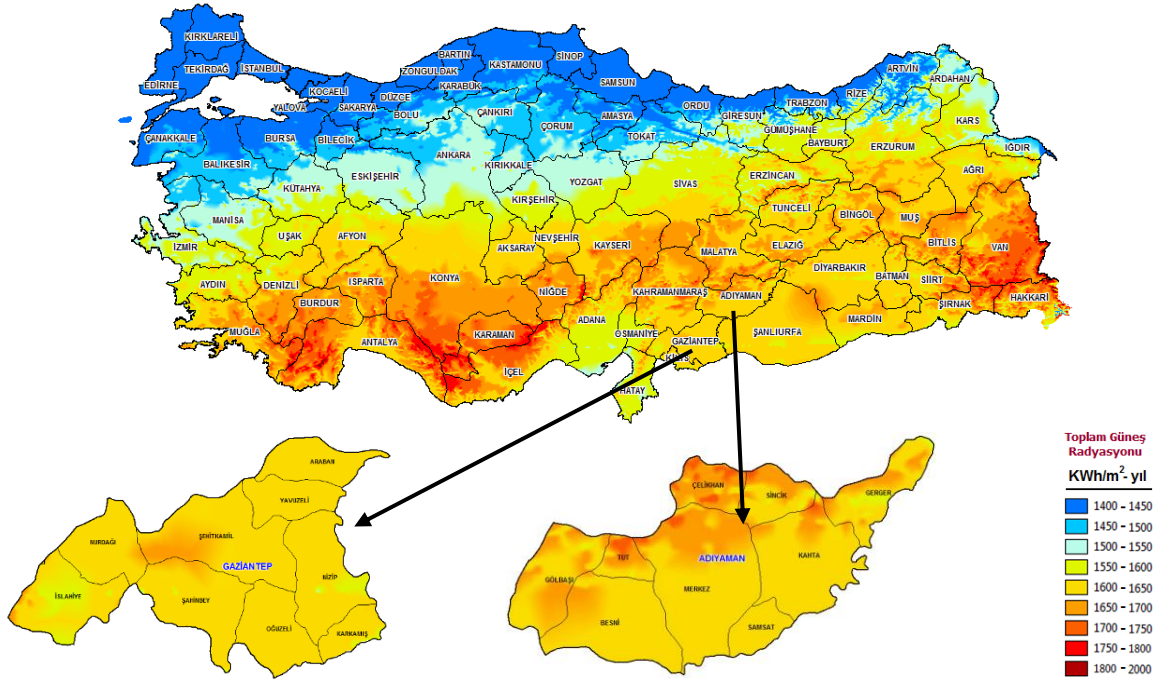 KIRKLARELİ
TEKİRDAĞ
İSTANBUL
EDİRNE
KOCAELİ
YALOVA
SAKARYA
DÜZCE
BOLU
ZONGULDAK
BARTIN
KARABÜK
KASTAMONU
SİNOP
SAMSUN
ÇANKIRI
ÇORUM
AMASYA
TOKAT
ORDU
GİRESUN
TRABZON
RİZE
ARTVİN
ARDAHAN
KARS
GÜMÜŞHANE
BAYBURT
ERZURUM
IĞDIR
AĞRI
ÇANAKKALE
BURSA
BİLECİK
BALIKESİR
KÜTAHYA
ESKİŞEHİR
ANKARA
KIRIKKALE
YOZGAT
SİVAS
ERZİNCAN
TUNCELİ
BİNGÖL
MUŞ
BİTLİS
VAN
MANİSA
İZMİR
UŞAK
AFYON
KIRŞEHİR
NEVŞEHİR
AKSARAY
KAYSERİ
MALATYA
ELAZIĞ
DİYARBAKIR
BATMAN
SİİRT
ŞIRNAK
HAKKARİ
AYDIN
DENİZLİ
ISPARTA
BURDUR
KONYA
NİĞDE
KAHRAMANMARAŞ
ADIYAMAN
MARDİN
ŞANLIURFA
MUĞLA
ANTALYA
KARAMAN
İÇEL
ADANA
OSMANİYE
GAZİANTEP
KİLİS
HATAY
ARABAN
YAVUZELİ
NURDAĞI
ŞEHİTKAMİL
GAZİANTEP
NİZİP
İSLAHİYE
ŞAHİNBEY
OĞUZELİ
KARKAMIŞ
ÇELİKHAN
SİNCİK
GERGER
TUT
ADIYAMAN
KAHTA
GÖLBAŞI
MERKEZ
BESNİ
SAMSAT
Toplam Güneş
Radyasyonu
KWh/m²- yıl
1400 - 1450
1450 - 1500
1500 - 1550
1550 - 1600
1600 - 1650
1650 - 1700
1700 - 1750
1750 - 1800
1800 - 2000